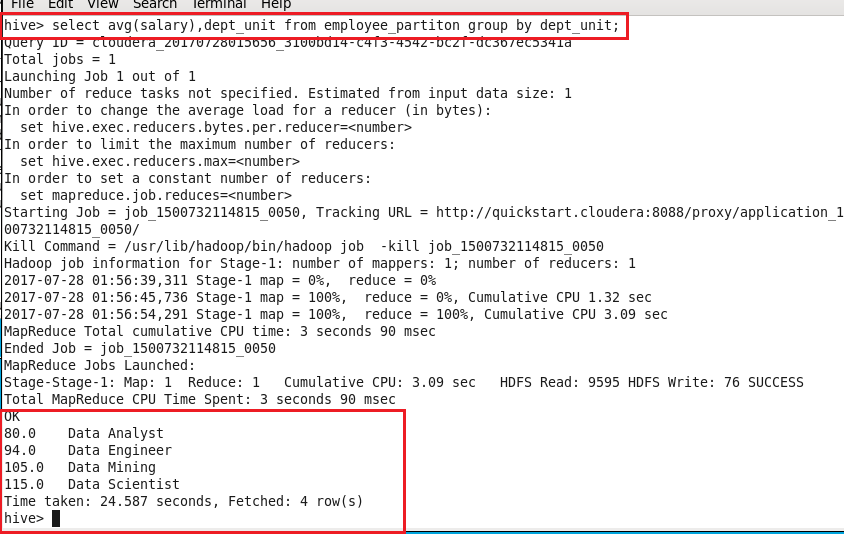 File Edit View Search Terminal Help
hive> select avg(salary),dept_unit from employee_partiton group by dept_unit;
Query ID = cloudera_20170728015656_3100bd14-c4f3-4542-bc2f-dc367ec5341a
Total jobs = 1
Launching Job 1 out of 1
Number of reduce tasks not specified. Estimated from input data size: 1
In order to change the average load for a reducer (in bytes):
  set hive.exec.reducers.bytes.per.reducer=<number>
In order to limit the maximum number of reducers:
  set hive.exec.reducers.max=<number>
In order to set a constant number of reducers:
  set mapreduce.job.reduces=<number>
Starting Job = job_1500732114815_0050, Tracking URL = http://quickstart.cloudera:8088/proxy/application_1
00732114815_0050/
Kill Command = /usr/lib/hadoop/bin/hadoop job  -kill job_1500732114815_0050
Hadoop job information for Stage-1: number of mappers: 1; number of reducers: 1
2017-07-28 01:56:39,311 Stage-1 map = 0%,  reduce = 0%
2017-07-28 01:56:45,736 Stage-1 map = 100%,  reduce = 0%, Cumulative CPU 1.32 sec
2017-07-28 01:56:54,291 Stage-1 map = 100%,  reduce = 100%, Cumulative CPU 3.09 sec
MapReduce Total cumulative CPU time: 3 seconds 90 msec
Ended Job = job_1500732114815_0050
MapReduce Jobs Launched:
Stage-Stage-1: Map: 1  Reduce: 1   Cumulative CPU: 3.09 sec   HDFS Read: 9595 HDFS Write: 76 SUCCESS
Total MapReduce CPU Time Spent: 3 seconds 90 msec
OK
80.0    Data Analyst
94.0    Data Engineer
105.0   Data Mining
115.0   Data Scientist
Time taken: 24.587 seconds, Fetched: 4 row(s)
hive>